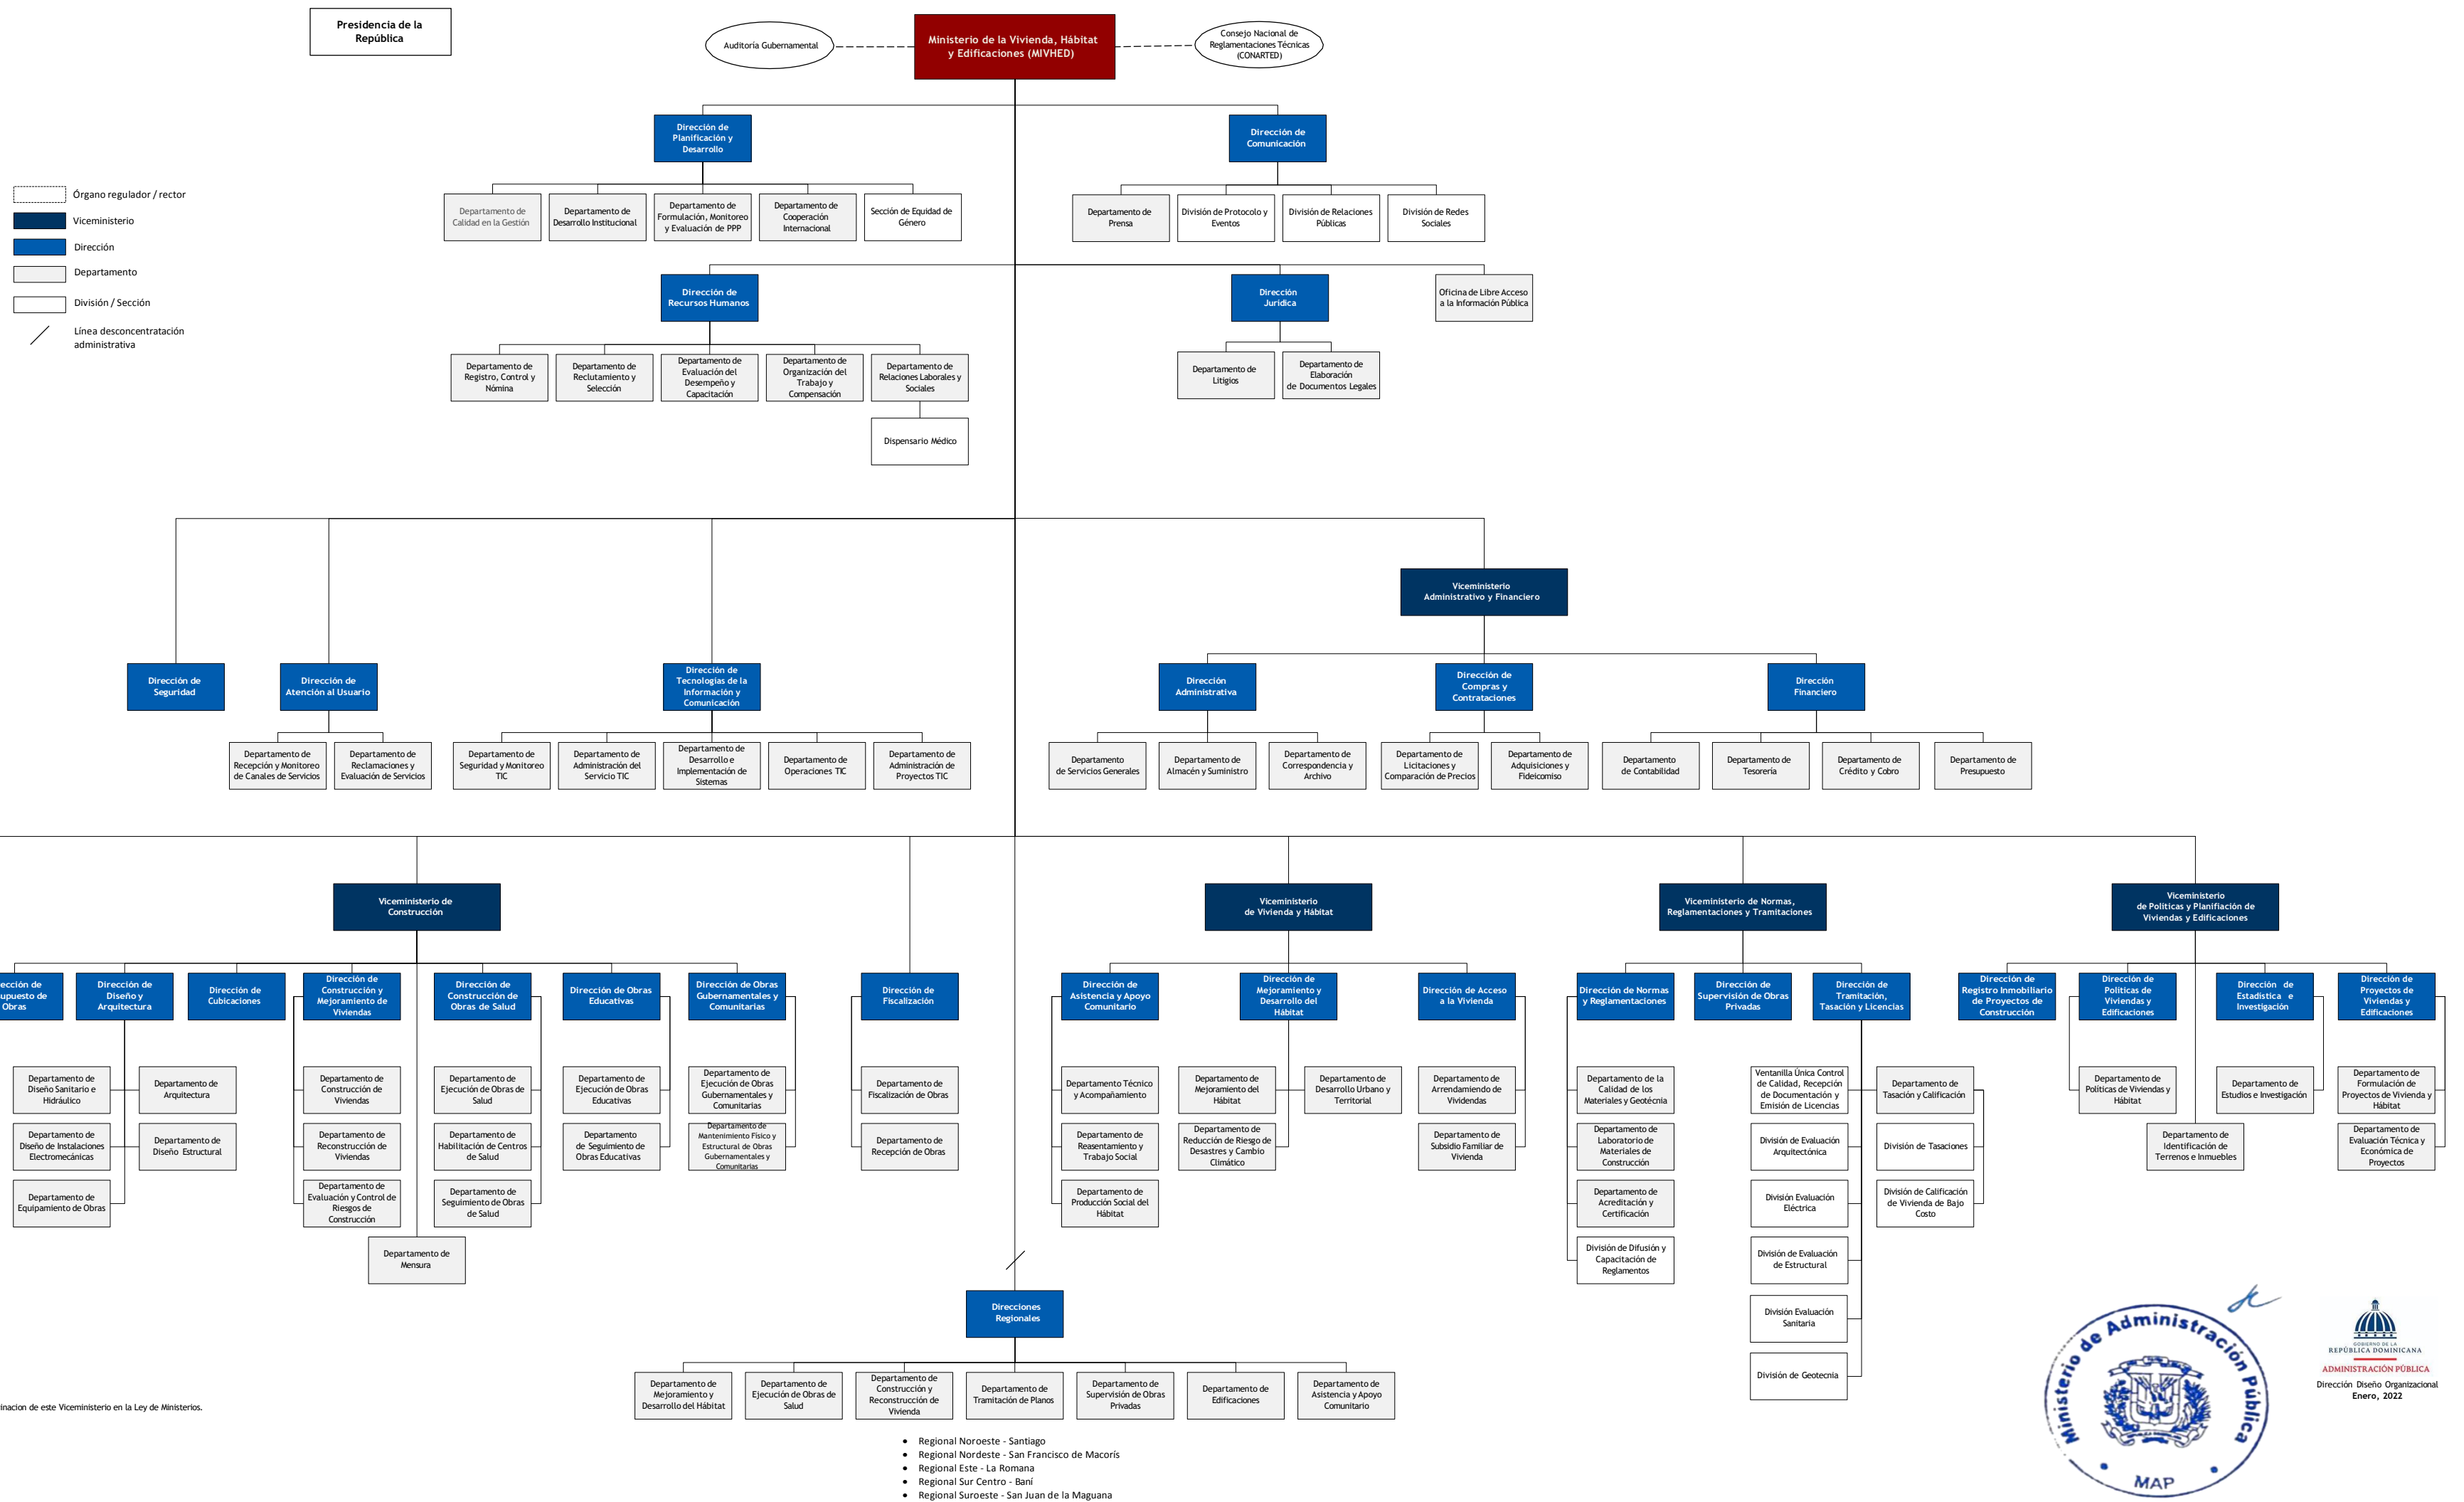 Presidencia de la
República
Auditoría Gubernamental
Ministerio de la Vivienda, Hábitat
y Edificaciones (MIVHED)
Consejo Nacional de
Reglamentaciones Técnicas
(CONARTED)
Dirección de
Planificación y
Desarrollo
Dirección de
Comunicación
Órgano regulador / rector
Viceministerio
Dirección
Departamento
División / Sección
Línea desconcentratación
administrativa
Departamento de
Calidad en la Gestión
Departamento de
Desarrollo Institucional
Departamento de
Formulación, Monitoreo
y Evaluación de PPP
Departamento de
Cooperación
Internacional
Sección de Equidad de
Género
Departamento de
Prensa
División de Protocolo y
Eventos
División de Relaciones
Públicas
División de Redes
Sociales
Dirección de
Recursos Humanos
Dirección
Jurídica
Oficina de Libre Acceso
a la Información Pública
Departamento de
Registro, Control y
Nómina
Departamento de
Reclutamiento y
Selección
Departamento de
Evaluación del
Desempeño y
Capacitación
Departamento de
Organización del
Trabajo y
Compensación
Departamento de
Relaciones Laborales y
Sociales
Departamento de
Litigios
Departamento de
Elaboración
de Documentos Legales
Dispensario Médico
Viceministerio
Administrativo y Financiero
Dirección de
Seguridad
Dirección de
Atención al Usuario
Dirección de
Tecnologías de la
Información y
Comunicación
Dirección
Administrativa
Dirección de
Compras y
Contrataciones
Dirección
Financiero
Departamento de
Recepción y Monitoreo
de Canales de Servicios
Departamento de
Reclamaciones y
Evaluación de Servicios
Departamento de
Seguridad y Monitoreo
TIC
Departamento de
Administración del
Servicio TIC
Departamento de
Desarrollo e
Implementación de
Sistemas
Departamento de
Operaciones TIC
Departamento de
Administración de
Proyectos TIC
Departamento
de Servicios Generales
Departamento de
Almacén y Suministro
Departamento de
Correspondencia y
Archivo
Departamento de
Licitaciones y
Comparación de Precios
Departamento de
Adquisiciones y
Fideicomiso
Departamento
de Contabilidad
Departamento de
Tesorería
Departamento de
Crédito y Cobro
Departamento de
Presupuesto
Viceministerio de
Construcción
Viceministerio
de Vivienda y Hábitat
Viceministerio de Normas,
Reglamentaciones y Tramitaciones
Viceministerio
de Políticas y Planifiación de
Viviendas y Edificaciones
ección de
upuesto de
Obras
Dirección de
Diseño y
Arquitectura
Dirección de
Cubicaciones
Dirección de
Construcción y
Mejoramiento de
Viviendas
Dirección de
Construcción de
Obras de Salud
Dirección de Obras
Educativas
Dirección de Obras
Gubernamentales y
Comunitarias
Dirección de
Fiscalización
Dirección de
Asistencia y Apoyo
Comunitario
Dirección de
Mejoramiento y
Desarrollo del
Hábitat
Dirección de Acceso
a la Vivienda
Dirección de Normas
y Reglamentaciones
Dirección de
Supervisión de Obras
Privadas
Dirección de
Tramitación,
Tasación y Licencias
Dirección de
Registro Inmobiliario
de Proyectos de
Construcción
Dirección de
Políticas de
Viviendas y
Edificaciones
Dirección de
Estadística e
Investigación
Dirección de
Proyectos de
Viviendas y
Edificaciones
Departamento de
Diseño Sanitario e
Hidráulico
Departamento de
Arquitectura
Departamento de
Construcción de
Viviendas
Departamento de
Ejecución de Obras de
Salud
Departamento de
Ejecución de Obras
Educativas
Departamento de
Ejecución de Obras
Gubernamentales y
Comunitarias
Departamento de
Fiscalización de Obras
Departamento Técnico
y Acompañamiento
Departamento de
Mejoramiento del
Hábitat
Departamento de
Desarrollo Urbano y
Territorial
Departamento de
Arrendamiendo de
Vividendas
Departamento de la
Calidad de los
Materiales y Geotécnia
Ventanilla Única Control
de Calidad, Recepción
de Documentación y
Emisión de Licencias
Departamento de
Tasación y Calificación
Departamento de
Políticas de Viviendas y
Hábitat
Departamento de
Estudios e Investigación
Departamento de
Formulación de
Proyectos de Vivienda y
Hábitat
Departamento de
Diseño de Instalaciones
Electromecánicas
Departamento de
Diseño Estructural
Departamento de
Reconstrucción de
Viviendas
Departamento de
Habilitación de Centros
de Salud
Departamento
de Seguimiento de
Obras Educativas
Departamento de
Mantenimiento Físico y
Estructural de Obras
Gubernamentales y
Comunitarias
Departamento de
Recepción de Obras
Departamento de
Reasentamiento y
Trabajo Social
Departamento de
Reducción de Riesgo de
Desastres y Cambio
Climático
Departamento de
Subsidio Familiar de
Vivienda
Departamento de
Laboratorio de
Materiales de
Construcción
División de Evaluación
Arquitectónica
División de Tasaciones
Departamento de
Identificación de
Terrenos e Inmuebles
Departamento de
Evaluación Técnica y
Económica de
Proyectos
Departamento de
Equipamiento de Obras
Departamento de
Evaluación y Control de
Riesgos de
Construcción
Departamento de
Seguimiento de Obras
de Salud
Departamento de
Producción Social del
Hábitat
Departamento de
Acreditación y
Certificación
División Evaluación
Eléctrica
División de Calificación
de Vivienda de Bajo
Costo
Departamento de
Mensura
División de Difusión y
Capacitación de
Reglamentos
División de Evaluación
de Estructural
Direcciones
Regionales
División Evaluación
Sanitaria
División de Geotecnia
Departamento de
Mejoramiento y
Desarrollo del Hábitat
Departamento de
Ejecución de Obras de
Salud
Departamento de
Construcción y
Reconstrucción de
Vivienda
Departamento de
Tramitación de Planos
Departamento de
Supervisión de Obras
Privadas
Departamento de
Edificaciones
Departamento de
Asistencia y Apoyo
Comunitario
inacion de este Viceministerio en la Ley de Ministerios.
• Regional Noroeste - Santiago
• Regional Nordeste - San Francisco de Macorís
• Regional Este - La Romana
• Regional Sur Centro - Baní
• Regional Suroeste - San Juan de la Maguana
Ministerio de Administración Pública
MAP
GOBIERNO DE LA
REPÚBLICA DOMINICANA
ADMINISTRACIÓN PÚBLICA
Dirección Diseño Organizacional
Enero, 2022